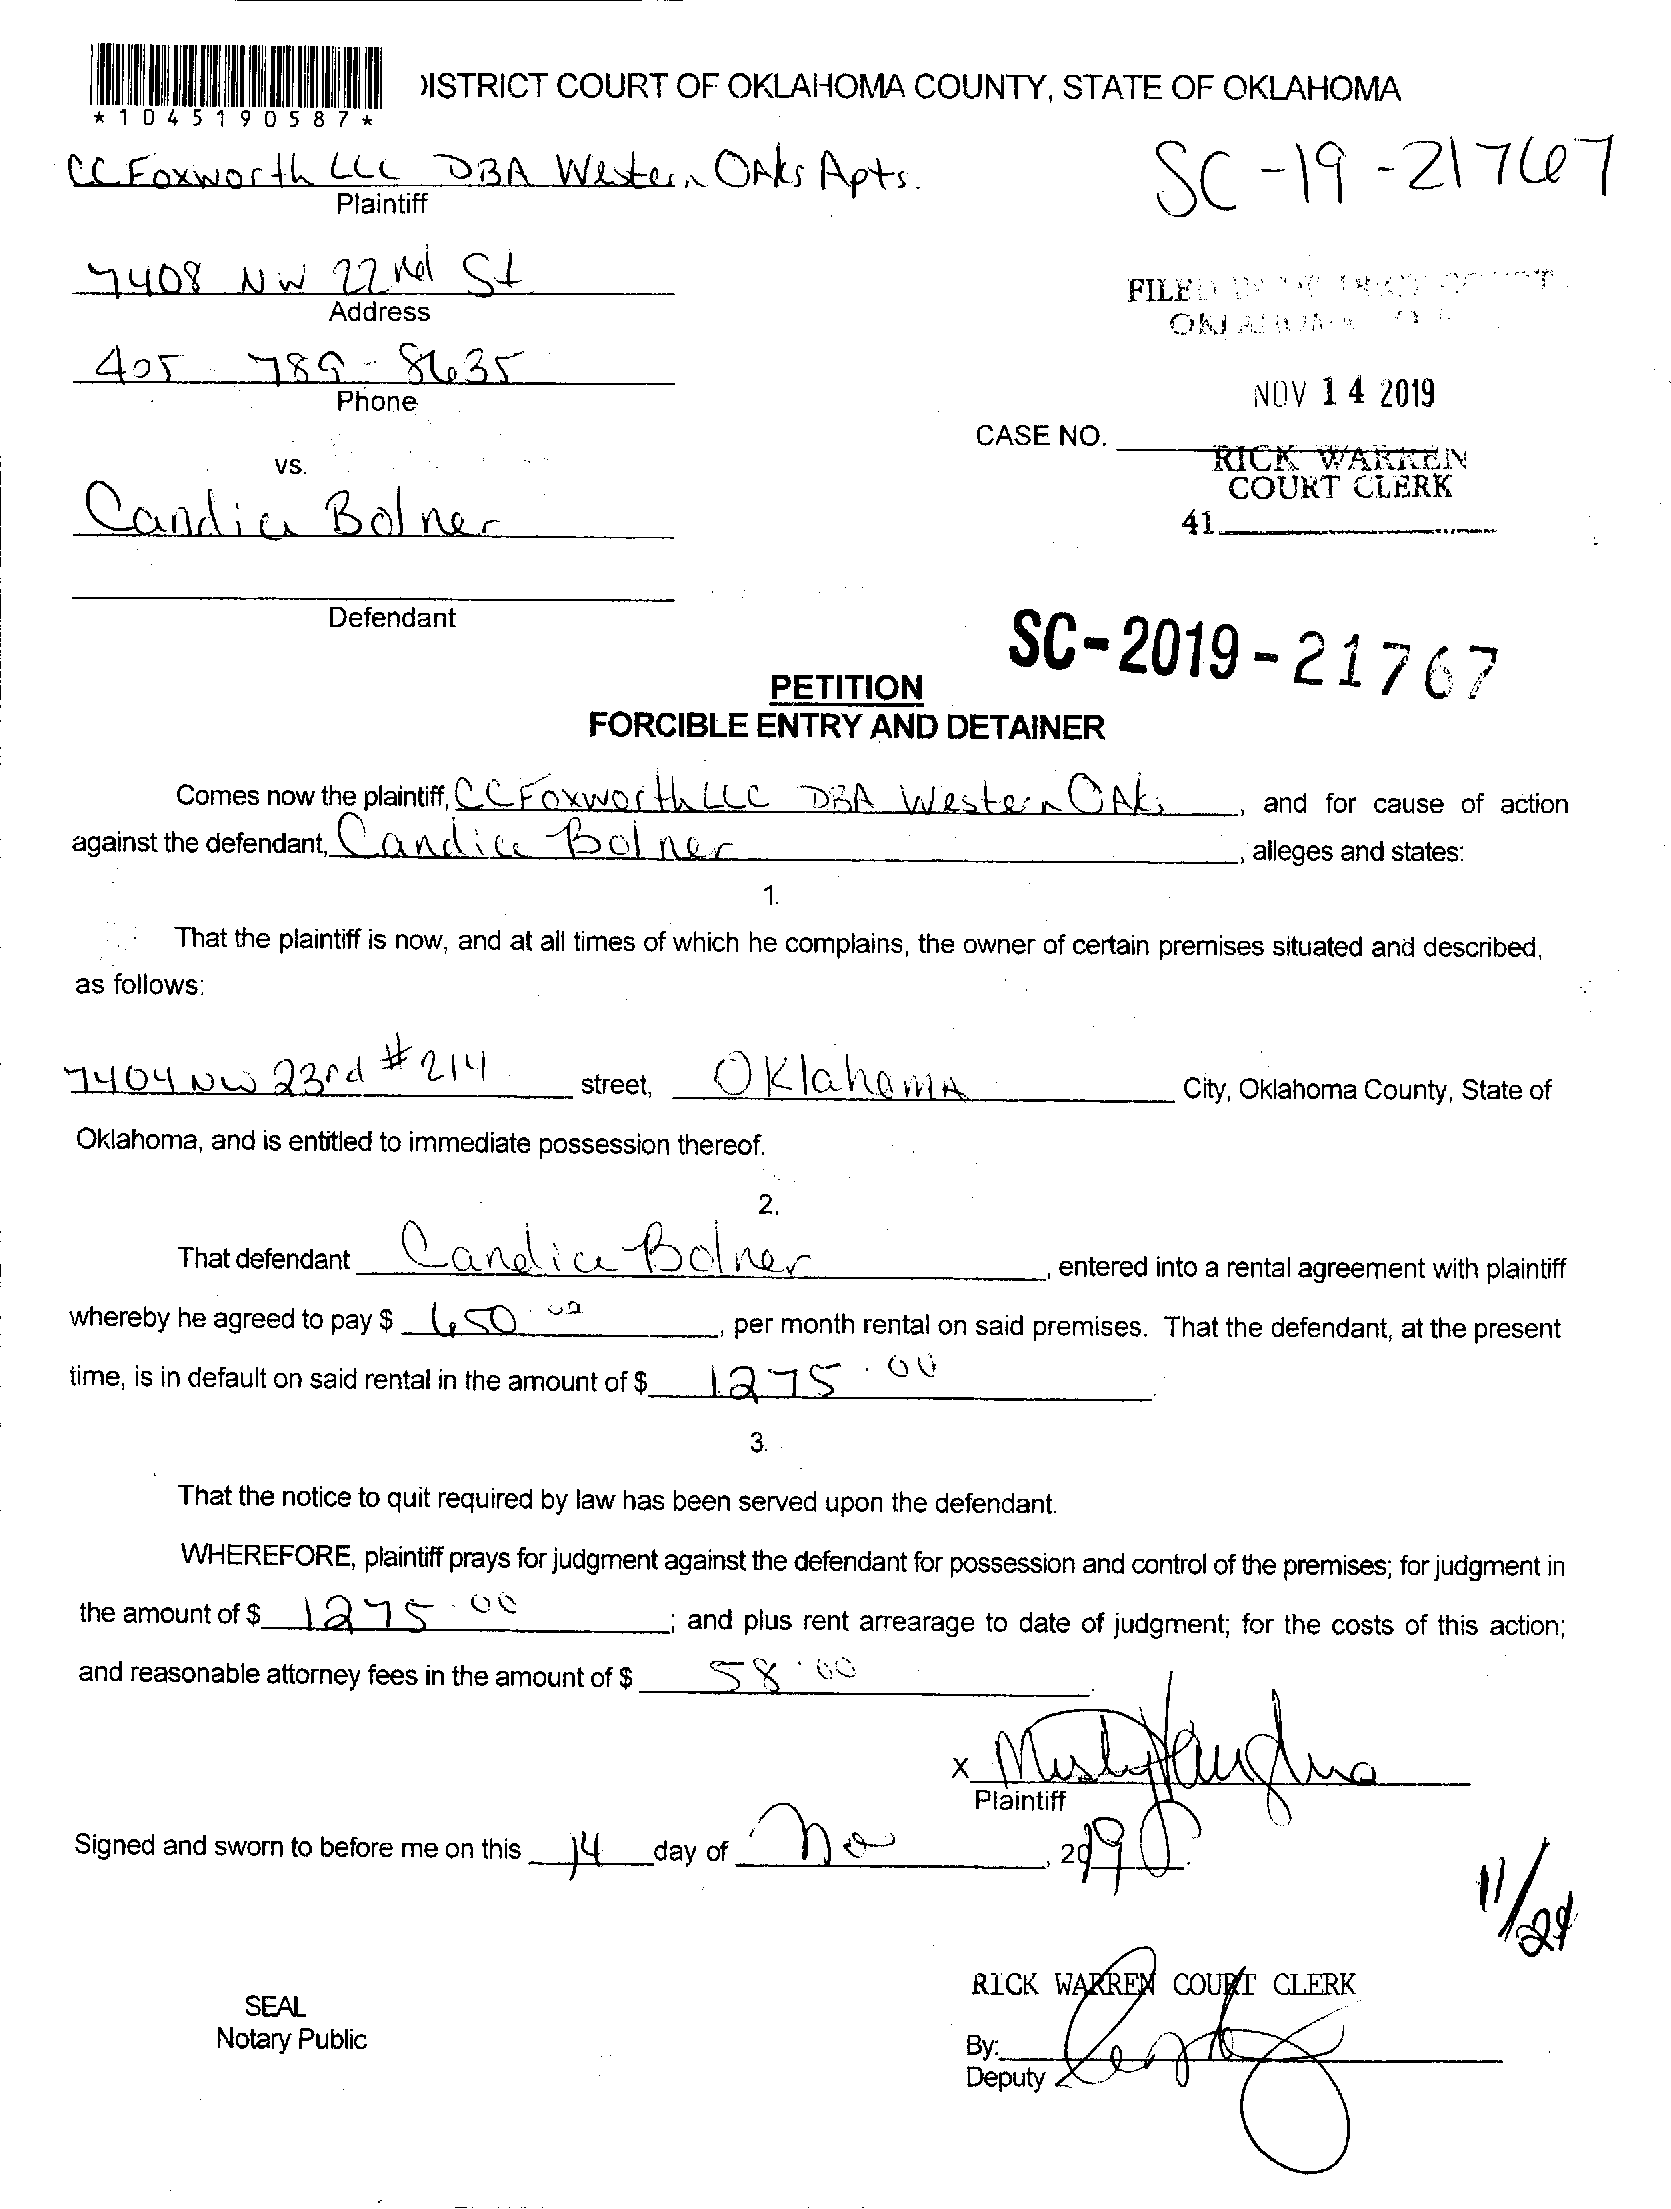 *1045190587*
DISTRICT COURT OF OKLAHOMA COUNTY, STATE OF OKLAHOMA
CC Foxworth LLC DBA Western OAks Apts.
Plaintiff
SC-19-21767
7408 NW 22nd St
Address
FILED IN DISTRICT COURT
OKLAHOMA
405 789-8635
Phone
NOV 14 2019
CASE NO.
RICK WARREN
COURT CLERK
vs.
Candice Bolner
41
Defendant
SC-2019-21767
PETITION
FORCIBLE ENTRY AND DETAINER
Comes now the plaintiff, CC Foxworth LLC DBA Western OAks, and for cause of action
against the defendant, Candice Bolner, alleges and states:
1.
That the plaintiff is now, and at all times of which he complains, the owner of certain premises situated and described,
as follows:
7404 NW 23rd #214 street, OklahomA City, Oklahoma County, State of
Oklahoma, and is entitled to immediate possession thereof.
2.
That defendant Candice Bolner, entered into a rental agreement with plaintiff
whereby he agreed to pay $ 650.00, per month rental on said premises. That the defendant, at the present
time, is in default on said rental in the amount of $ 1275.00.
3.
That the notice to quit required by law has been served upon the defendant.
WHEREFORE, plaintiff prays for judgment against the defendant for possession and control of the premises; for judgment in
the amount of $ 1275.00; and plus rent arrearage to date of judgment; for the costs of this action;
and reasonable attorney fees in the amount of $ 58.00.
x
Plaintiff
Signed and sworn to before me on this 14 day of No, 2019.
11/24
RICK WARREN COURT CLERK
SEAL
Notary Public
By:
Deputy